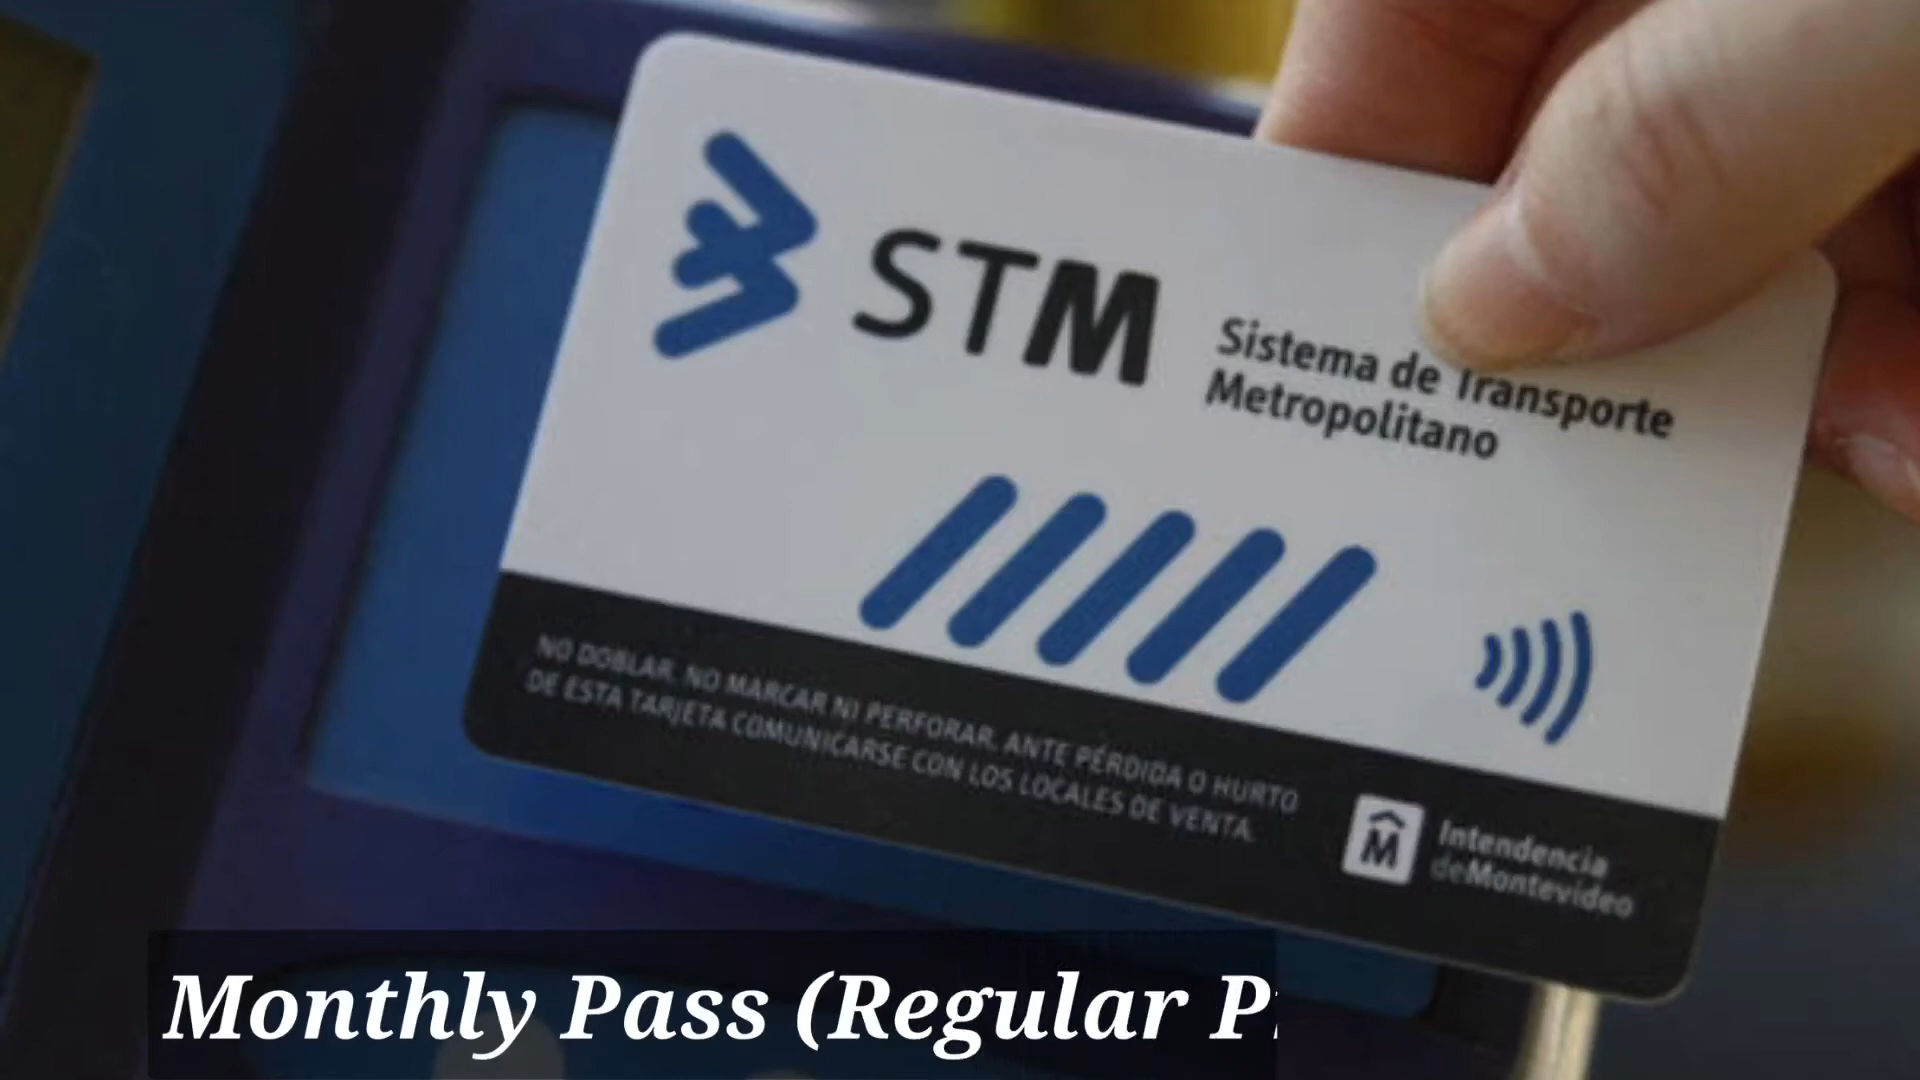 STM
Sistema de Transporte
Metropolitano
NO DOBLAR, NO MARCAR NI PERFORAR. ANTE PÉRDIDA O HURTO
DE ESTA TARJETA COMUNICARSE CON LOS LOCALES DE VENTA.
M
Intendencia
deMontevideo
Monthly Pass (Regular